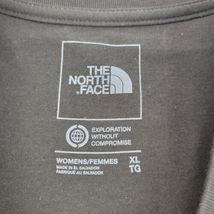 THE
NORTH
FACE
EXPLORATION
WITHOUT
COMPROMISE
WOMENS/FEMMES XL
TG
MADE IN EL SALVADOR
FABRIQUÉ AU SALVADOR